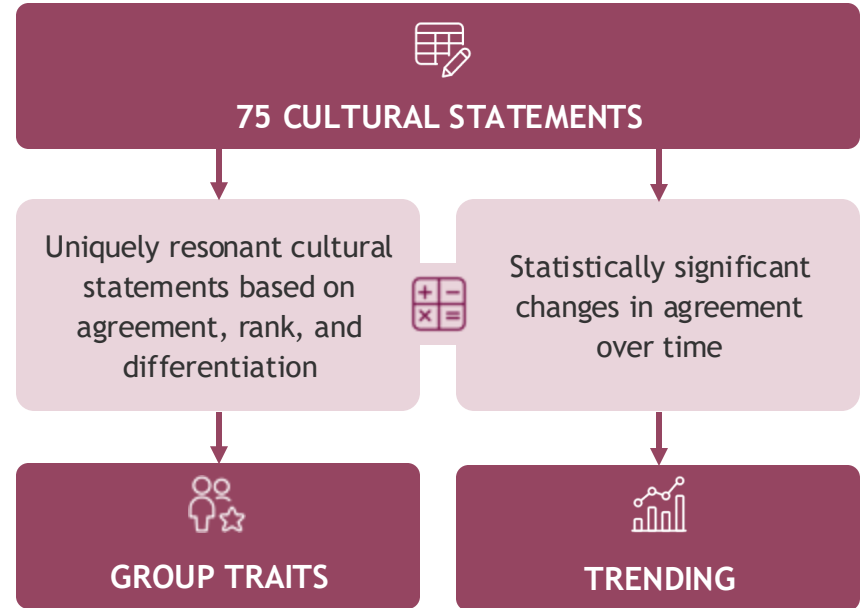 75 CULTURAL STATEMENTS
Uniquely resonant cultural
statements based on
agreement, rank, and
differentiation
Statistically significant
changes in agreement
over time
GROUP TRAITS
TRENDING